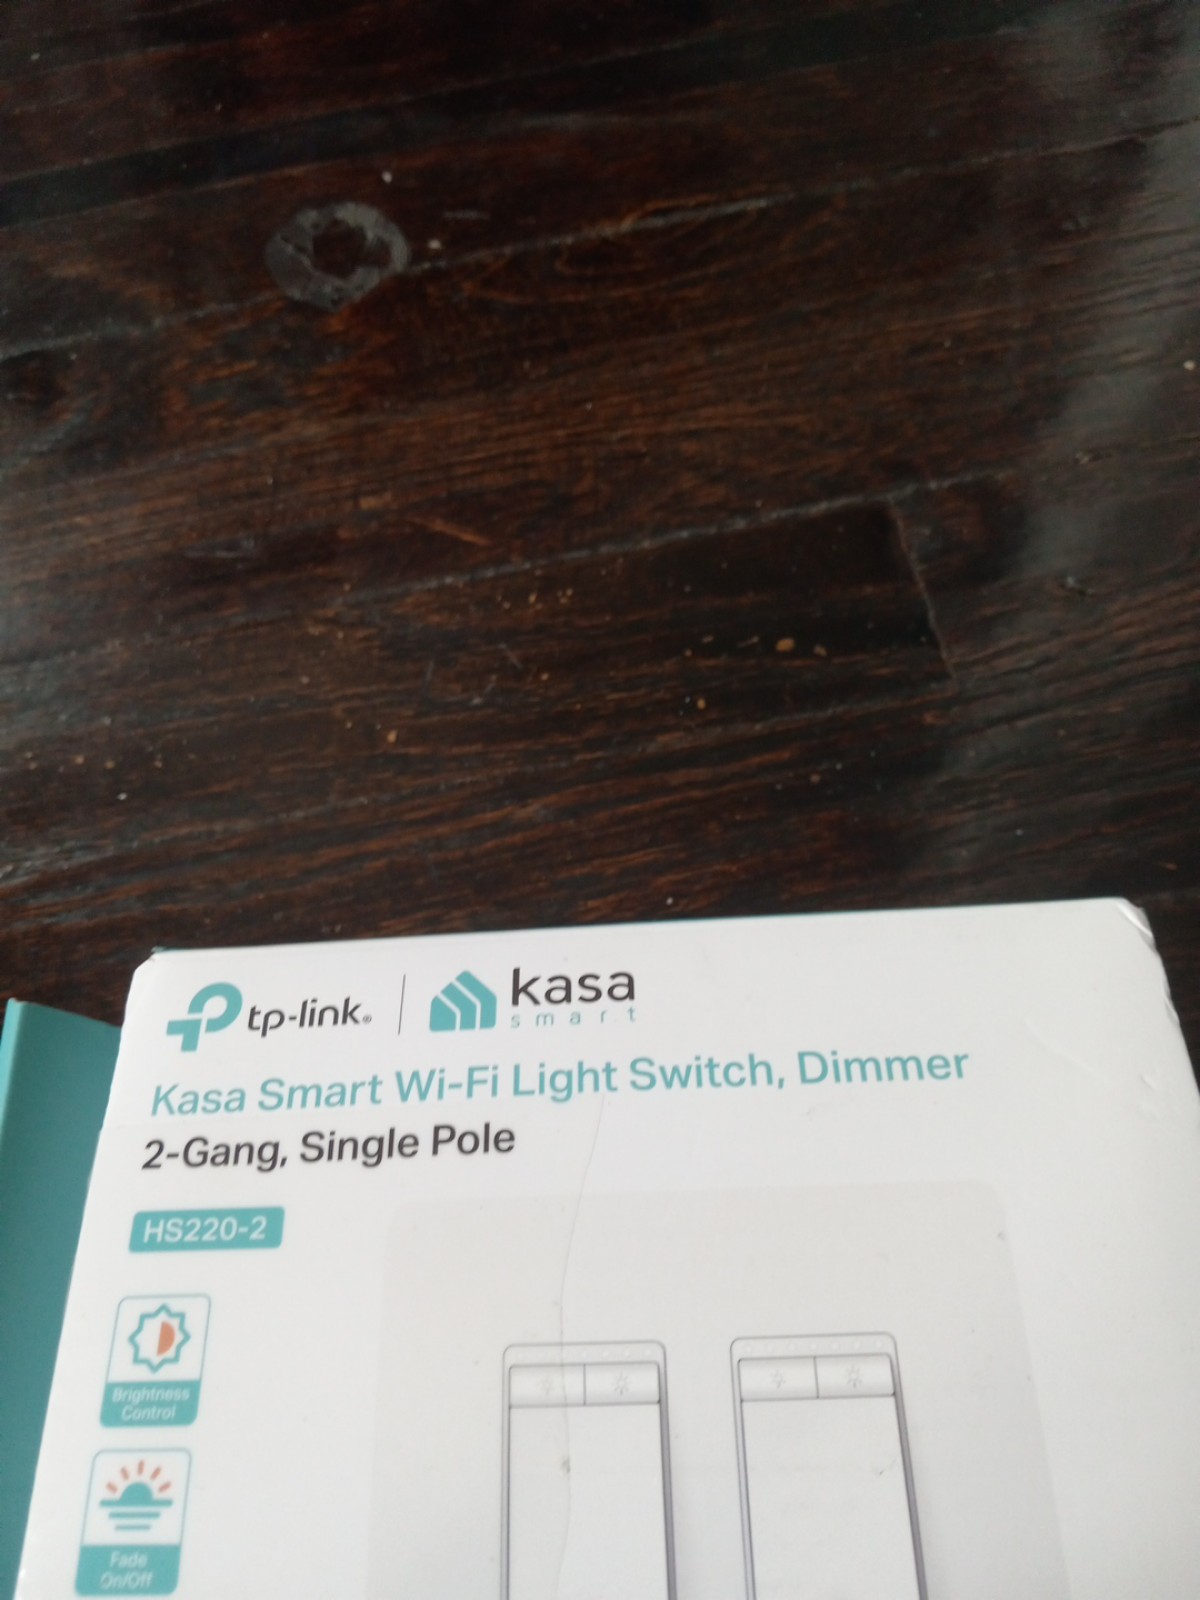 tp-link
kasa
smart
Kasa Smart Wi-Fi Light Switch, Dimmer
2-Gang, Single Pole
HS220-2
Brightness
Control
Fade
On/Off